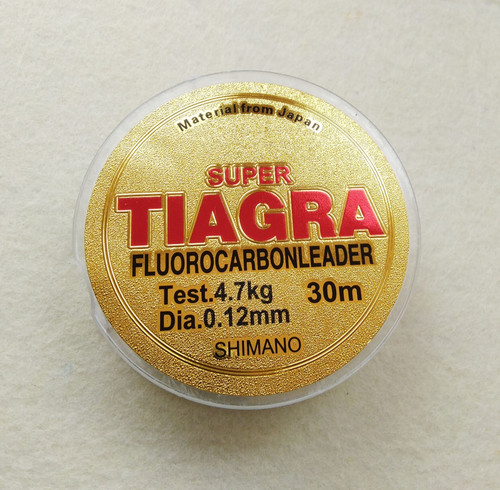 Material from Japan
SUPER
TIAGRA
FLUOROCARBONLEADER
Test.4.7kg 30m
Dia.0.12mm
SHIMANO